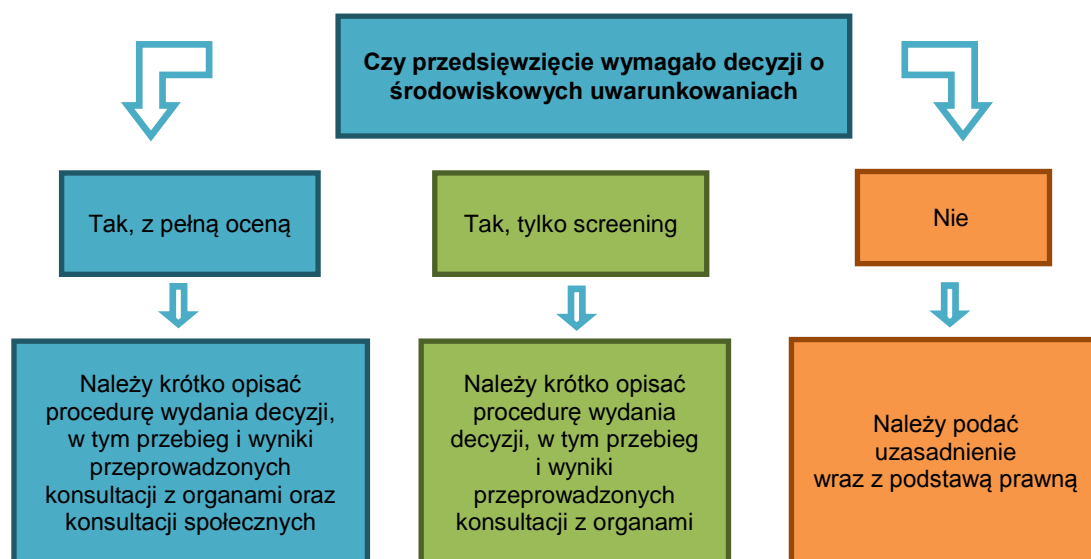 Czy przedsięwzięcie wymagało decyzji o
środowiskowych uwarunkowaniach
Tak, z pełną oceną
Tak, tylko screening
Nie
Należy krótko opisać
procedurę wydania decyzji,
w tym przebieg i wyniki
przeprowadzonych
konsultacji z organami oraz
konsultacji społecznych
Należy krótko opisać
procedurę wydania
decyzji, w tym przebieg
i wyniki
przeprowadzonych
konsultacji z organami
Należy podać
uzasadnienie
wraz z podstawą prawną